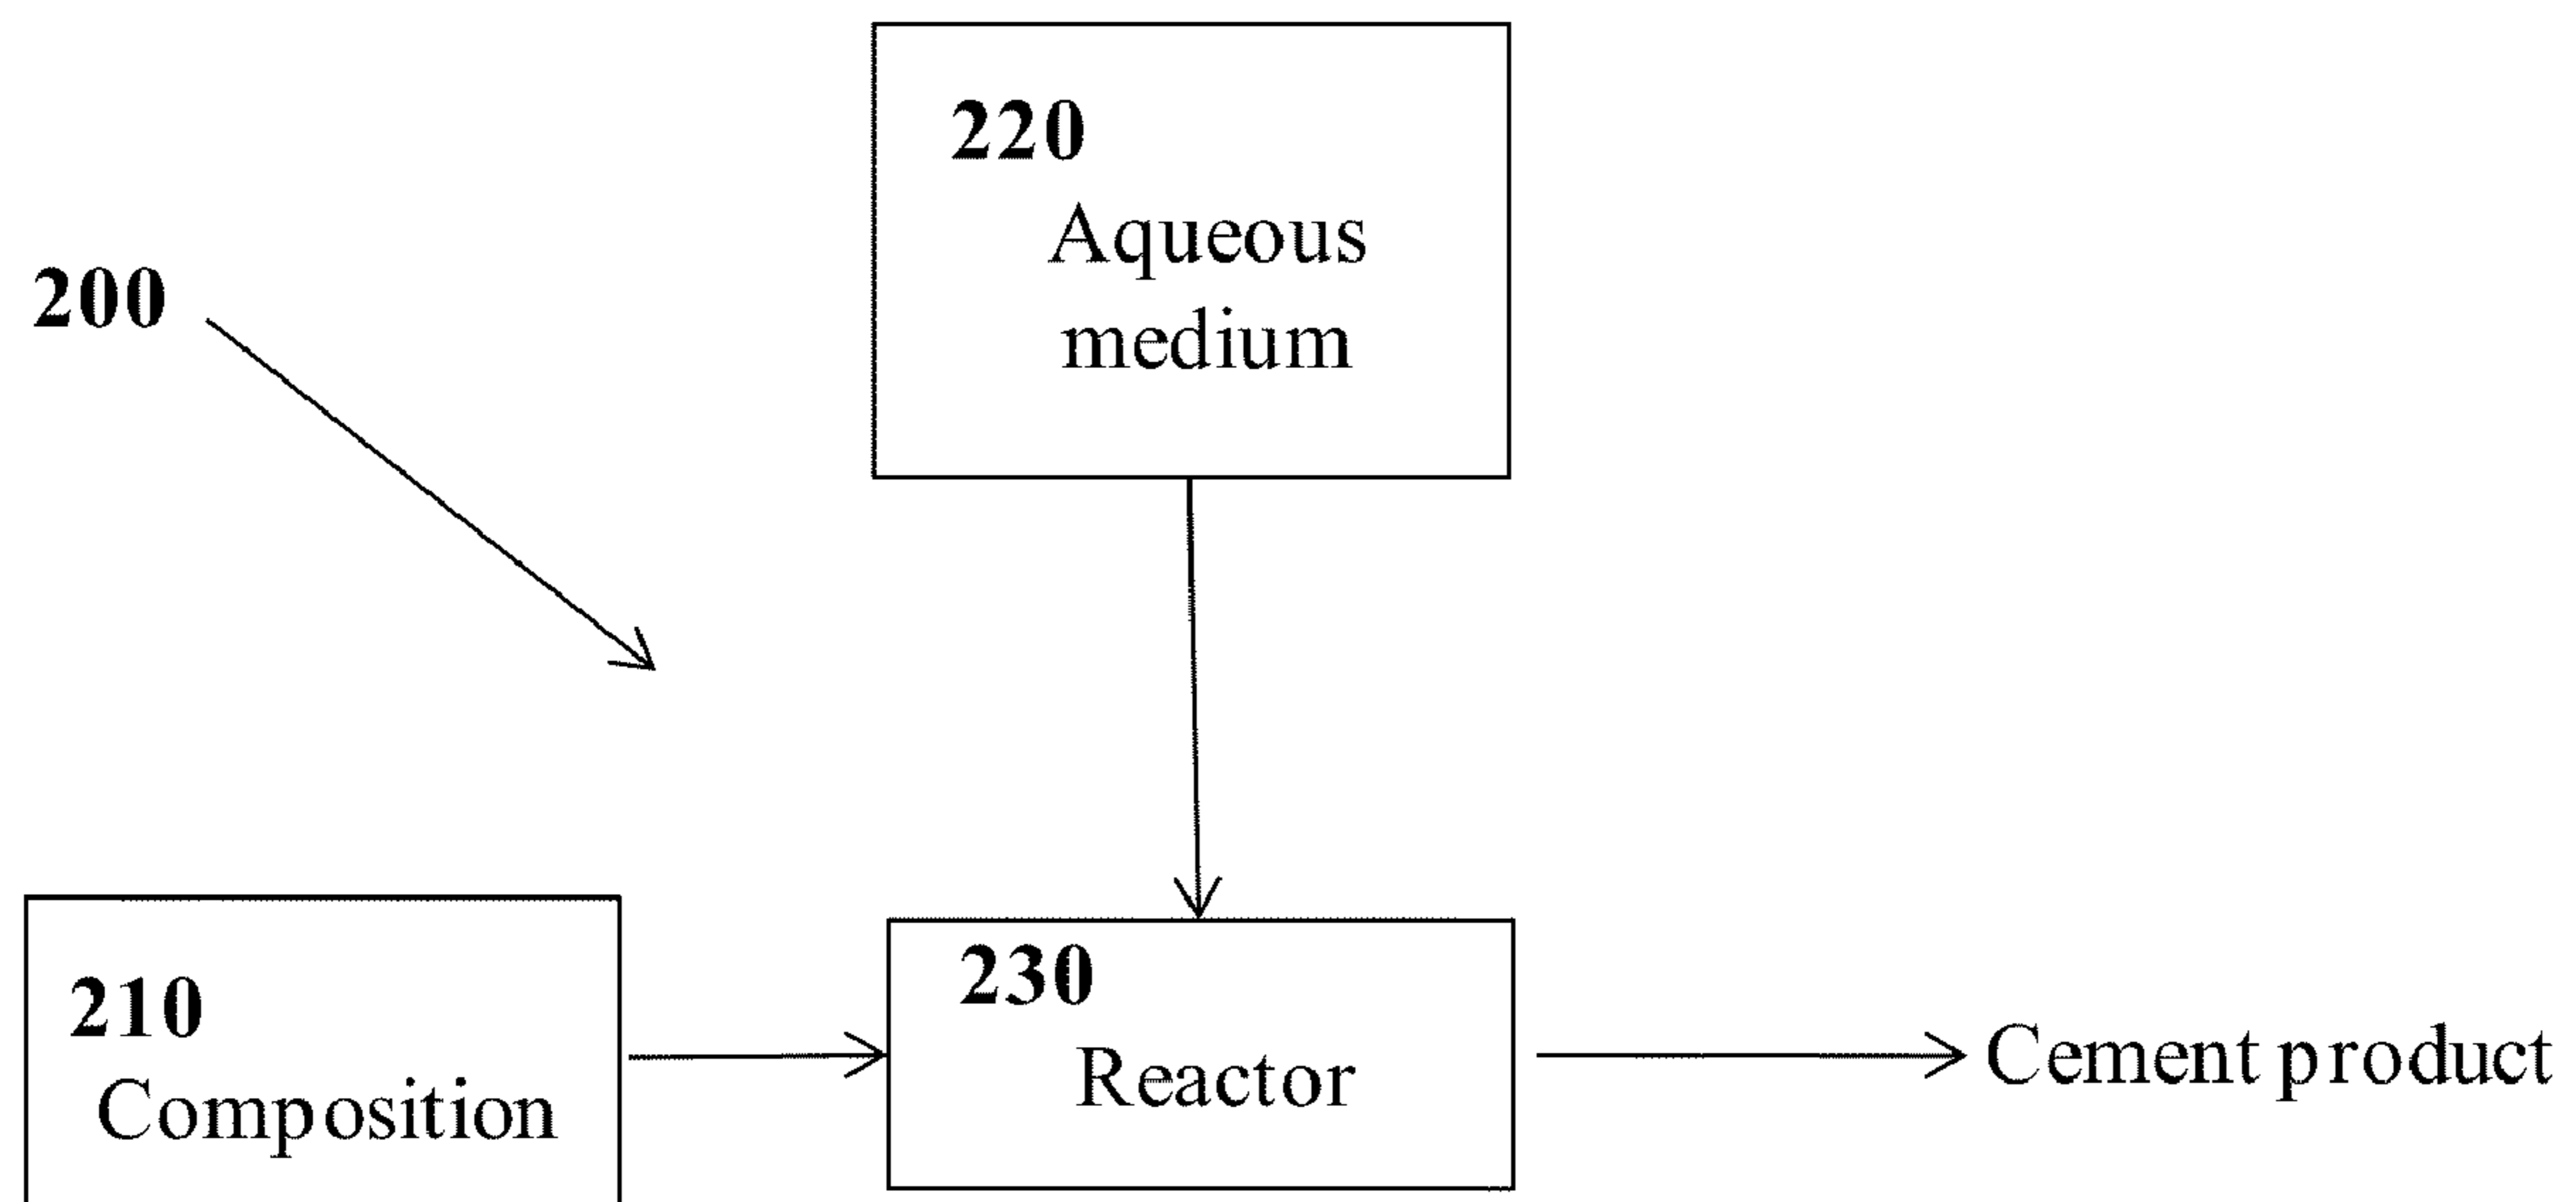 220
Aqueous
medium
200
210
Composition
230
Reactor
Cement product